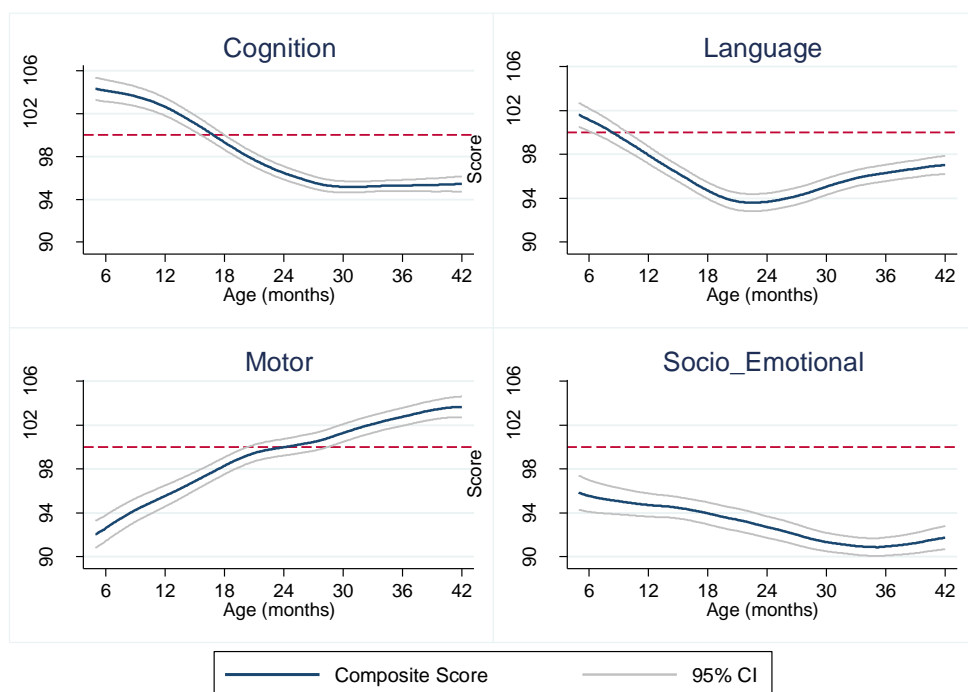 Cognition
106
102
98
94
90
6 12 18 24 30 36 42
Age (months)
Language
Score
106
102
98
94
90
6 12 18 24 30 36 42
Age (months)
Motor
106
102
98
94
90
6 12 18 24 30 36 42
Age (months)
Socio_Emotional
Score
106
102
98
94
90
6 12 18 24 30 36 42
Age (months)
Composite Score 95% CI